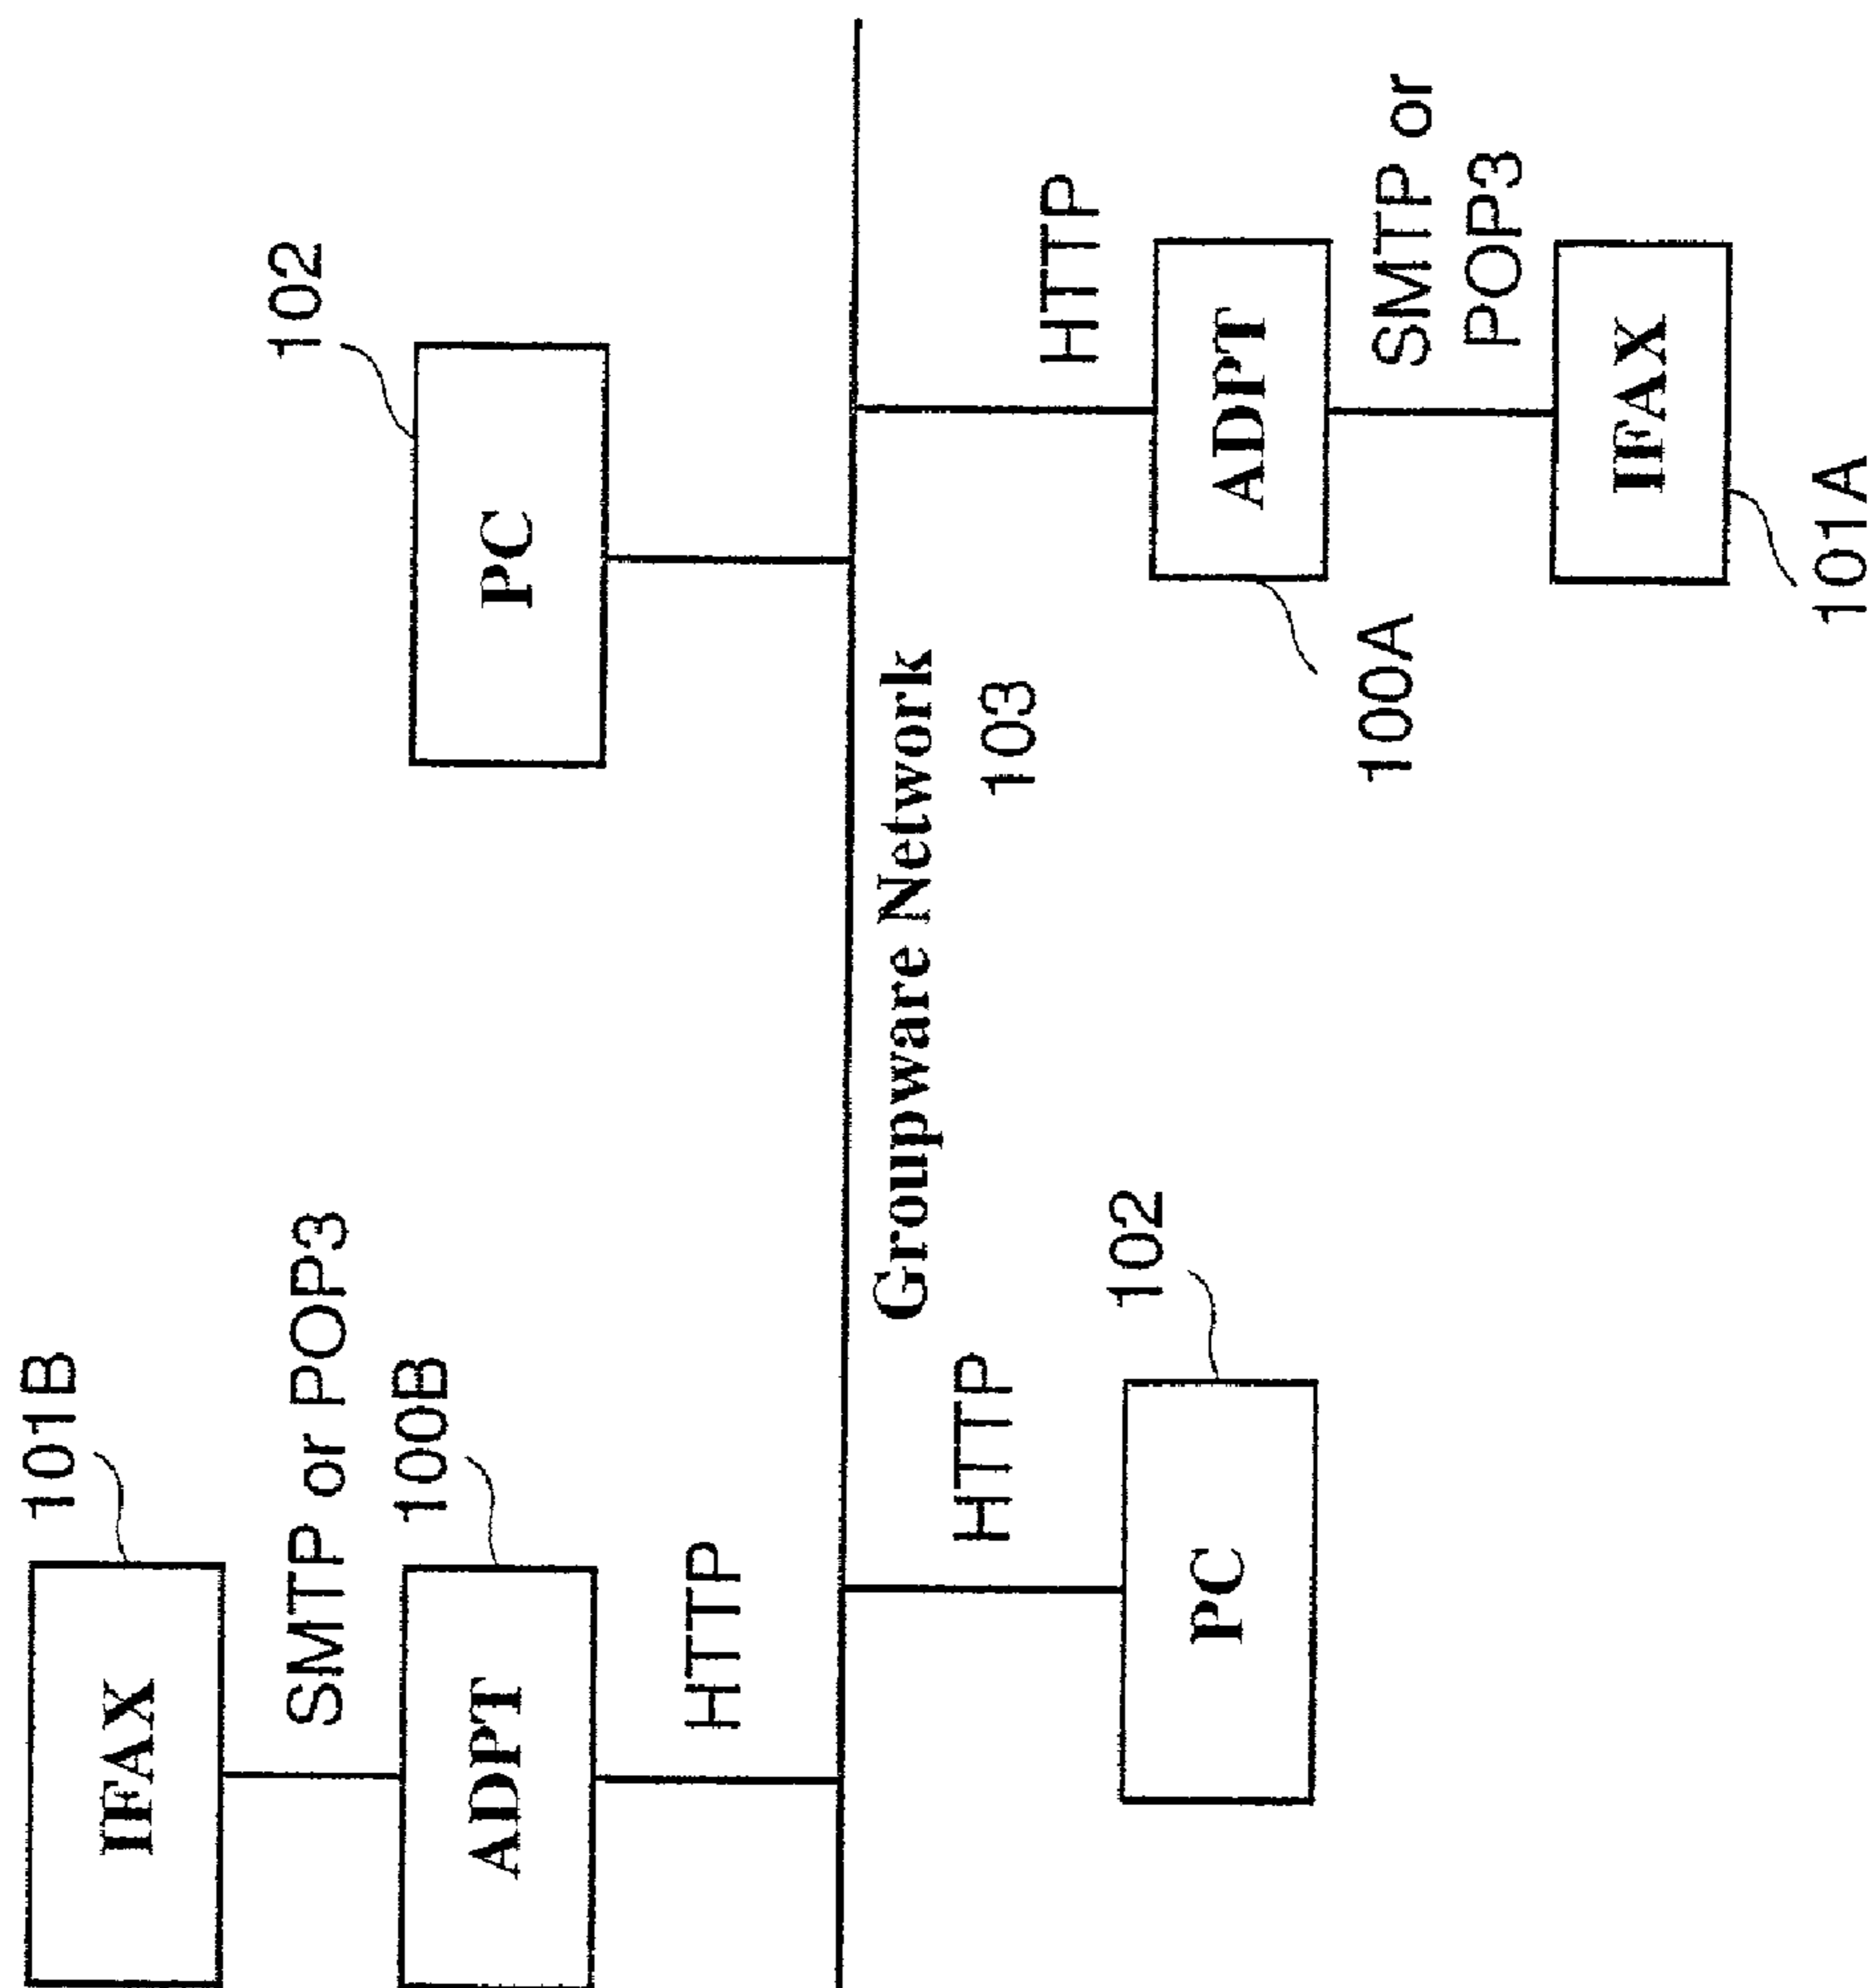 101B
IFAX
SMTP or POP3
100B
ADPT
HTTP
102
PC
Groupware Network
103
HTTP
102
PC
HTTP
100A
ADPT
SMTP or
POP3
IFAX
101A